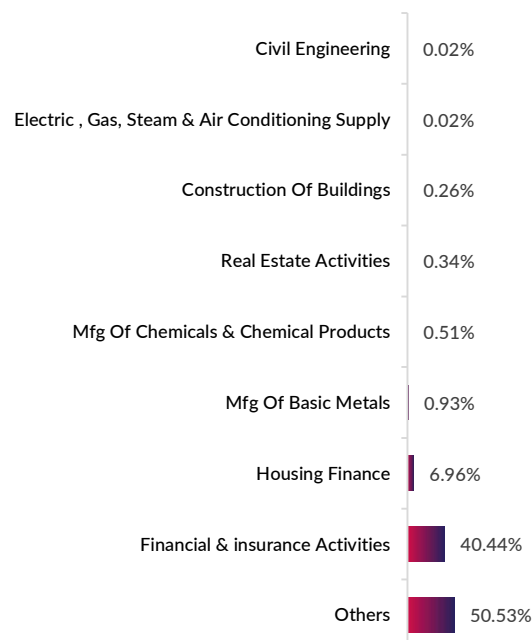 Civil Engineering 0.02%
Electric , Gas, Steam & Air Conditioning Supply 0.02%
Construction Of Buildings 0.26%
Real Estate Activities 0.34%
Mfg Of Chemicals & Chemical Products 0.51%
Mfg Of Basic Metals 0.93%
Housing Finance 6.96%
Financial & insurance Activities 40.44%
Others 50.53%